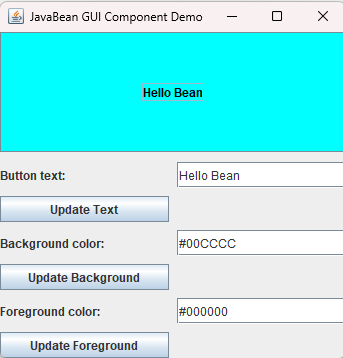 JavaBean GUI Component Demo
Hello Bean
Button text:
Hello Bean
Update Text
Background color:
#00CCCC
Update Background
Foreground color:
#000000
Update Foreground